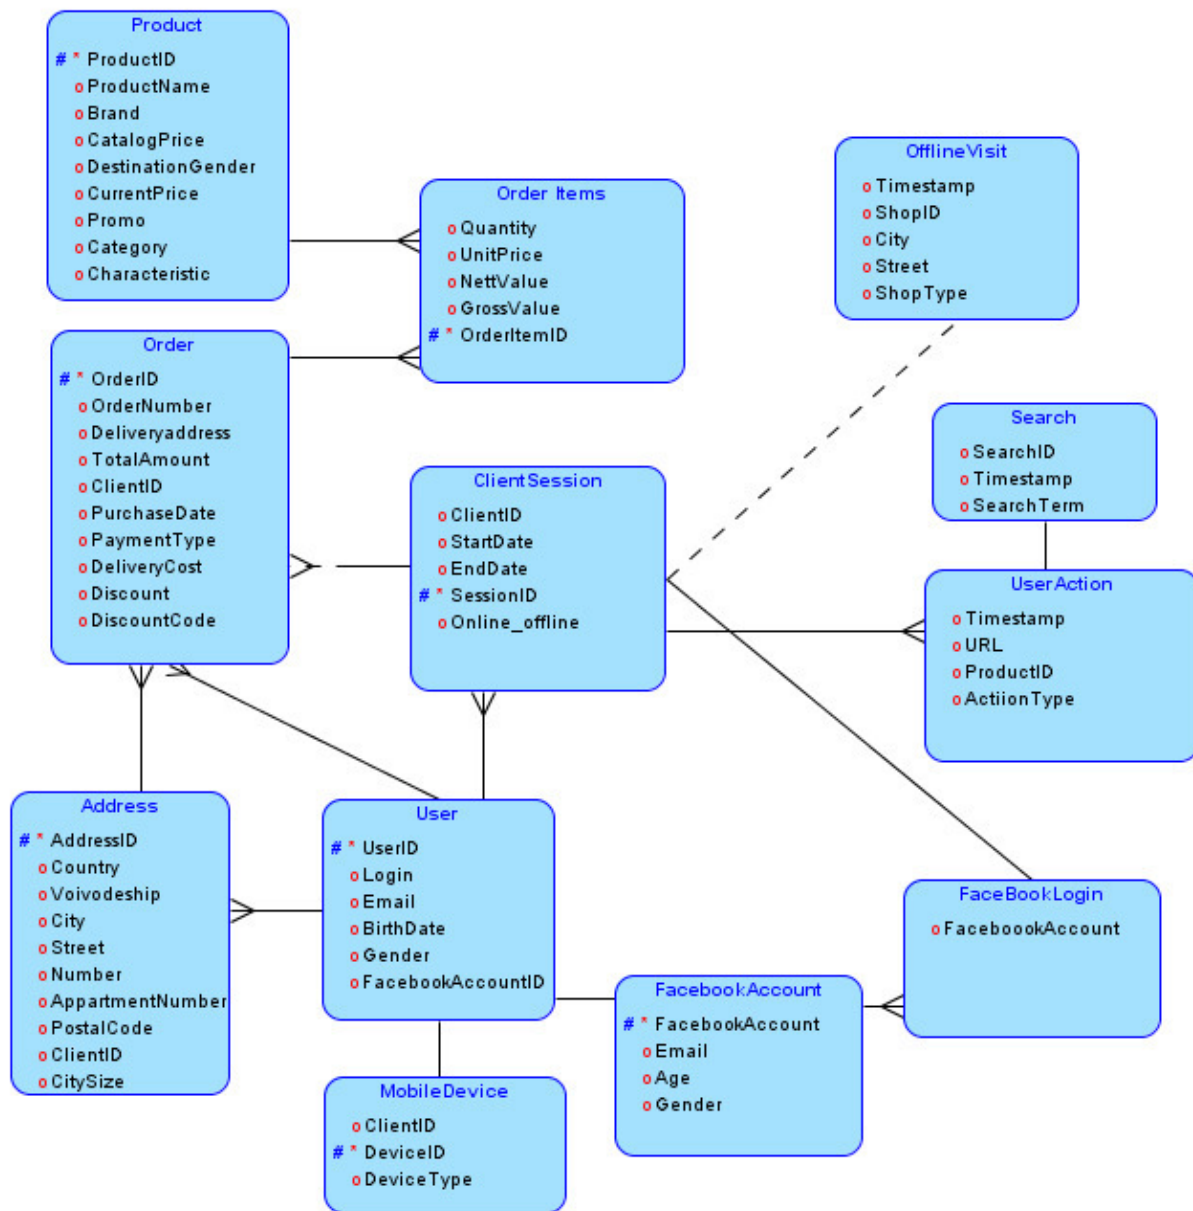 Product
# * ProductID
o ProductName
o Brand
o CatalogPrice
o DestinationGender
o CurrentPrice
o Promo
o Category
o Characteristic
Order Items
o Quantity
o UnitPrice
o NettValue
o GrossValue
# * OrderItemID
OfflineVisit
o Timestamp
o ShopID
o City
o Street
o ShopType
Order
# * OrderID
o OrderNumber
o Deliveryaddress
o TotalAmount
o ClientID
o PurchaseDate
o PaymentType
o DeliveryCost
o Discount
o DiscountCode
ClientSession
o ClientID
o StartDate
o EndDate
# * SessionID
o Online_offline
Search
o SearchID
o Timestamp
o SearchTerm
UserAction
o Timestamp
o URL
o ProductID
o ActiionType
Address
# * AddressID
o Country
o Voivodeship
o City
o Street
o Number
o AppartmentNumber
o PostalCode
o ClientID
o CitySize
User
# * UserID
o Login
o Email
o BirthDate
o Gender
o FacebookAccountID
FaceBookLogin
o FaceboookAccount
FacebookAccount
# * FacebookAccount
o Email
o Age
o Gender
MobileDevice
o ClientID
# * DeviceID
o DeviceType